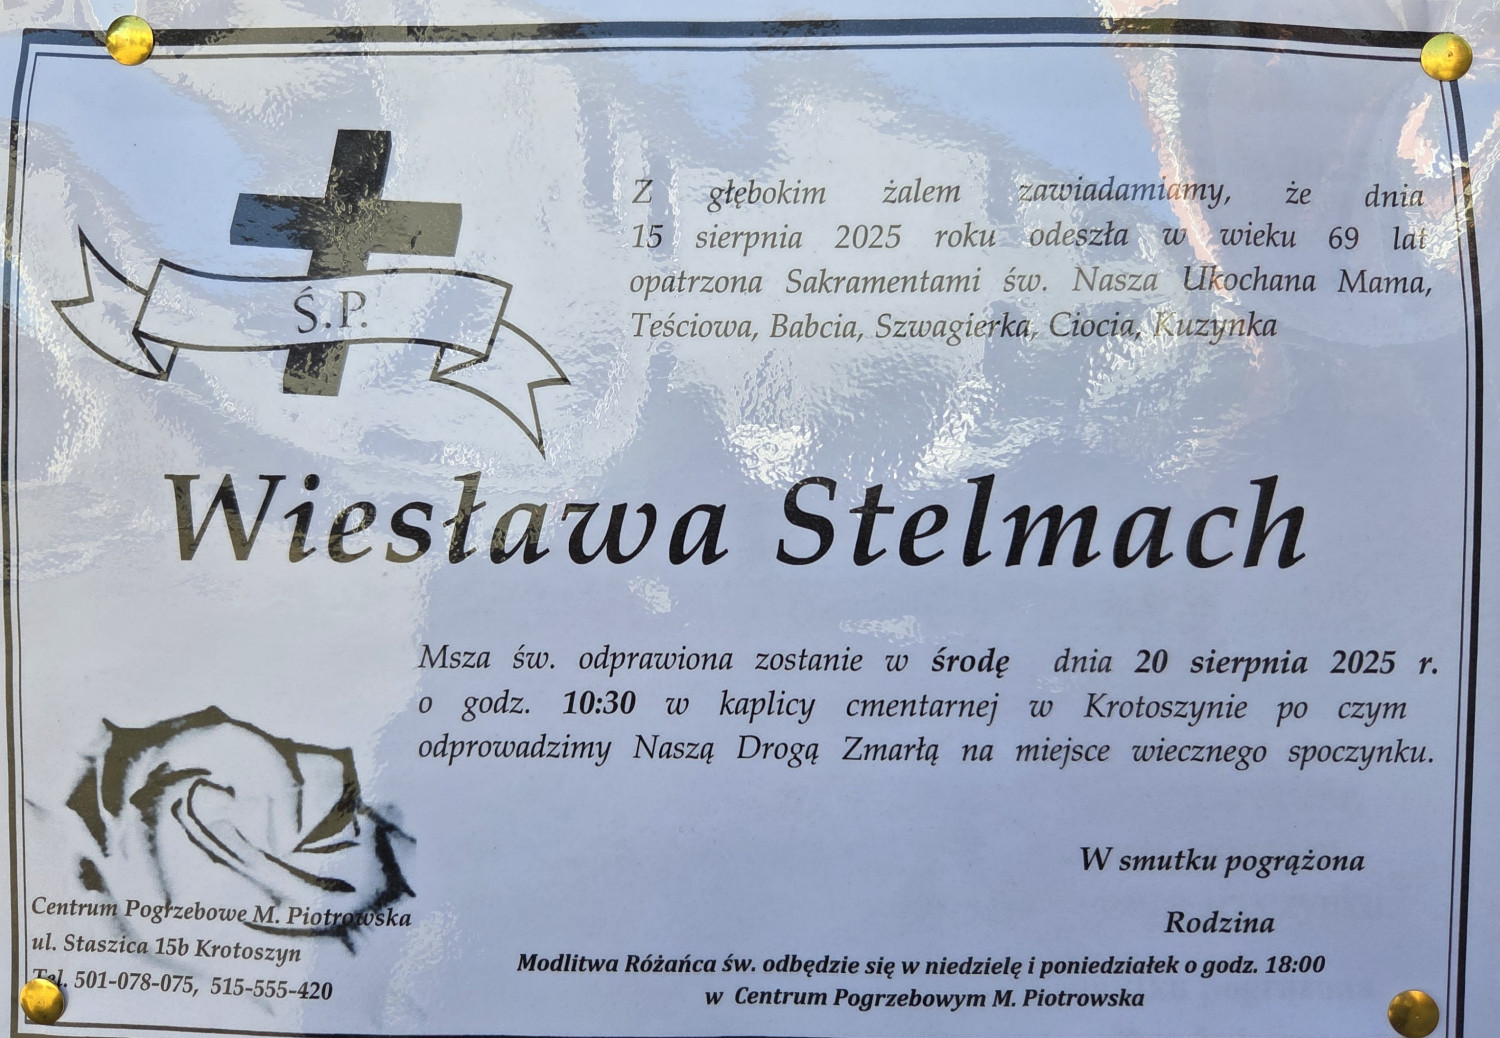 Ś.P.
Z głębokim żalem zawiadamiamy, że dnia
15 sierpnia 2025 roku odeszła w wieku 69 lat
opatrzona Sakramentami św. Nasza Ukochana Mama,
Teściowa, Babcia, Szwagierka, Ciocia, Kuzynka
Wiesława Stelmach
Msza św. odprawiona zostanie w środę dnia 20 sierpnia 2025 r.
o godz. 10:30 w kaplicy cmentarnej w Krotoszynie po czym
odprowadzimy Naszą Drogą Zmarłą na miejsce wiecznego spoczynku.
W smutku pogrążona
Rodzina
Centrum Pogrzebowe M. Piotrowska
ul. Staszica 15b Krotoszyn
Tel. 501-078-075, 515-555-420
Modlitwa Różańca św. odbędzie się w niedzielę i poniedziałek o godz. 18:00
w Centrum Pogrzebowym M. Piotrowska